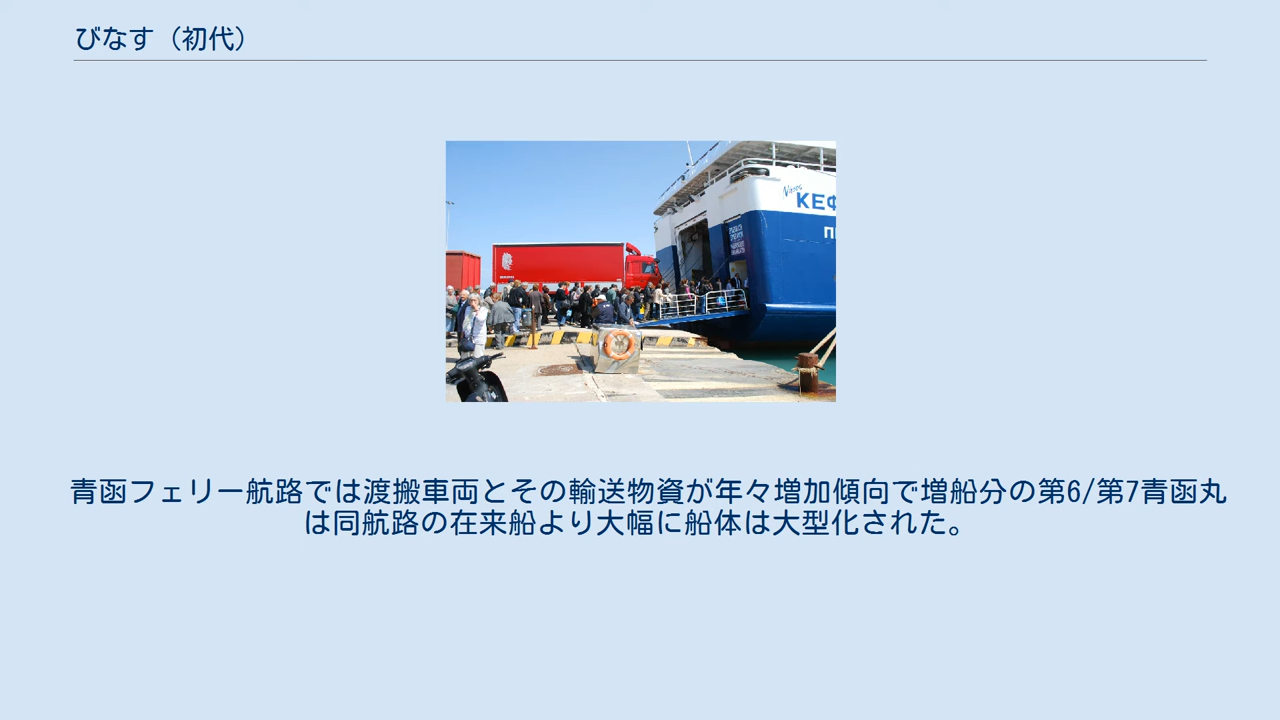 びなす（初代）
Νήσος
ΚΕΦ
青函フェリー航路では渡搬車両とその輸送物資が年々増加傾向で増船分の第6/第7青函丸
は同航路の在来船より大幅に船体は大型化された。